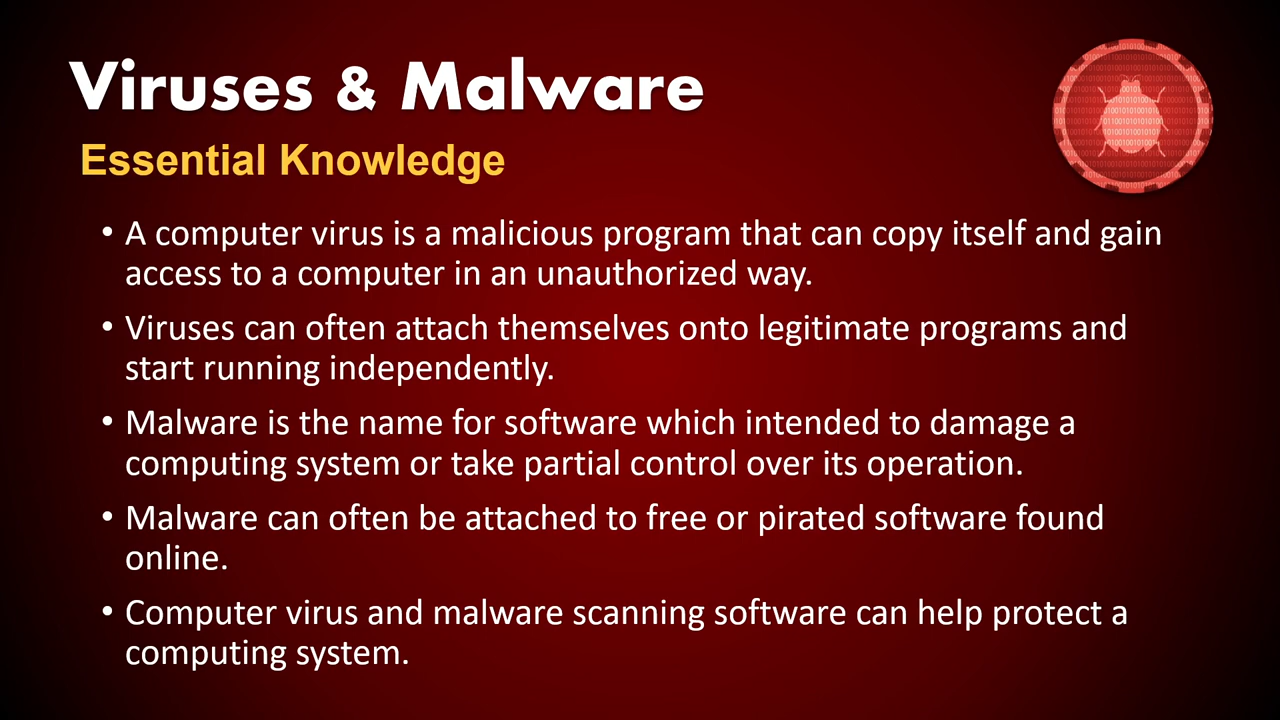 Viruses & Malware
Essential Knowledge
• A computer virus is a malicious program that can copy itself and gain
access to a computer in an unauthorized way.
• Viruses can often attach themselves onto legitimate programs and
start running independently.
• Malware is the name for software which intended to damage a
computing system or take partial control over its operation.
• Malware can often be attached to free or pirated software found
online.
• Computer virus and malware scanning software can help protect a
computing system.